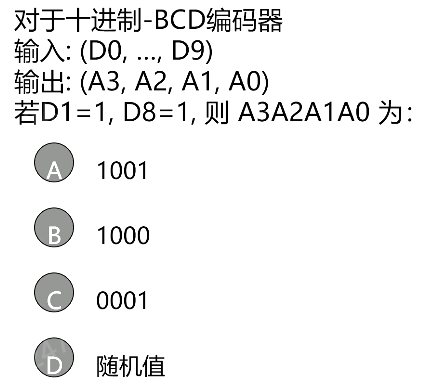 对于十进制-BCD编码器
输入: (D0, ..., D9)
输出: (A3, A2, A1, A0)
若D1=1, D8=1, 则 A3A2A1A0 为:
A 1001
B 1000
C 0001
D 随机值